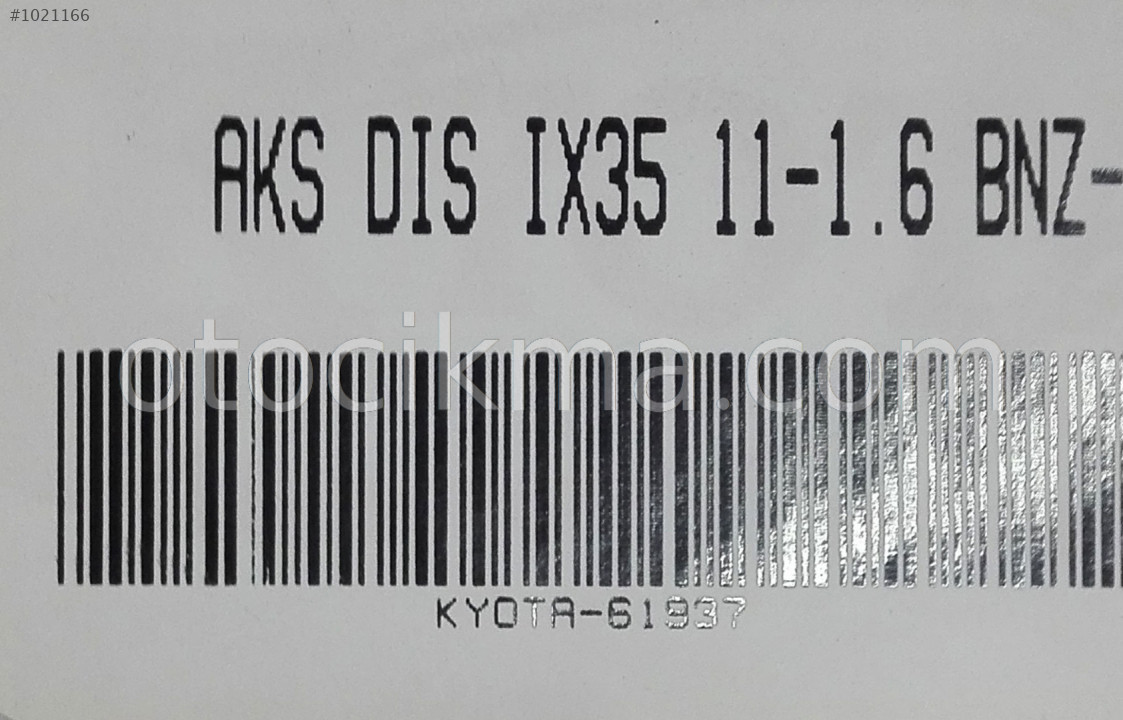 #1021166
AKS DIS IX35 11-1.6 BNZ-
otocikma.com
KYOTA-61937